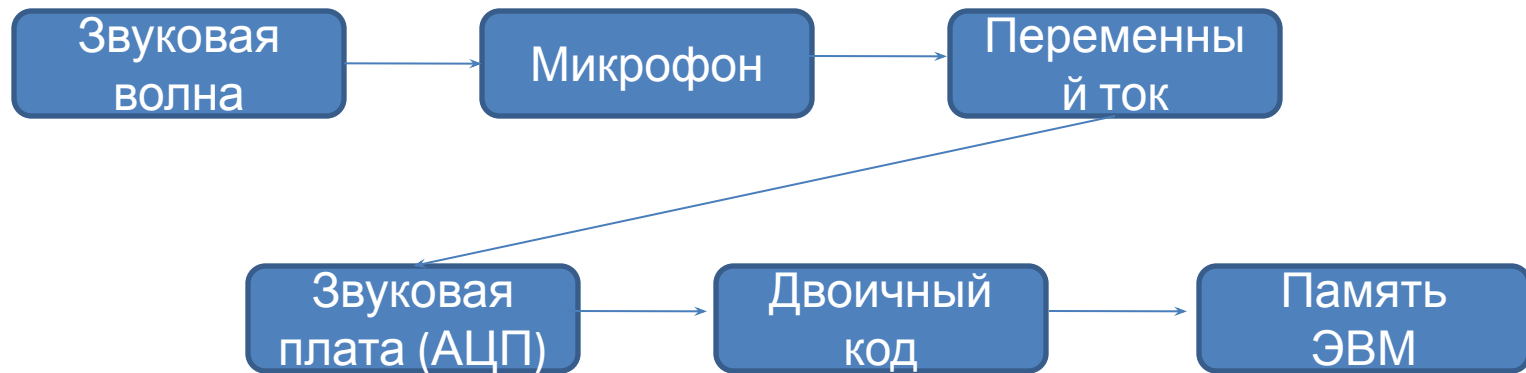 Звуковая
волна
Микрофон
Переменны
й ток
Звуковая
плата (АЦП)
Двоичный
код
Память
ЭВМ